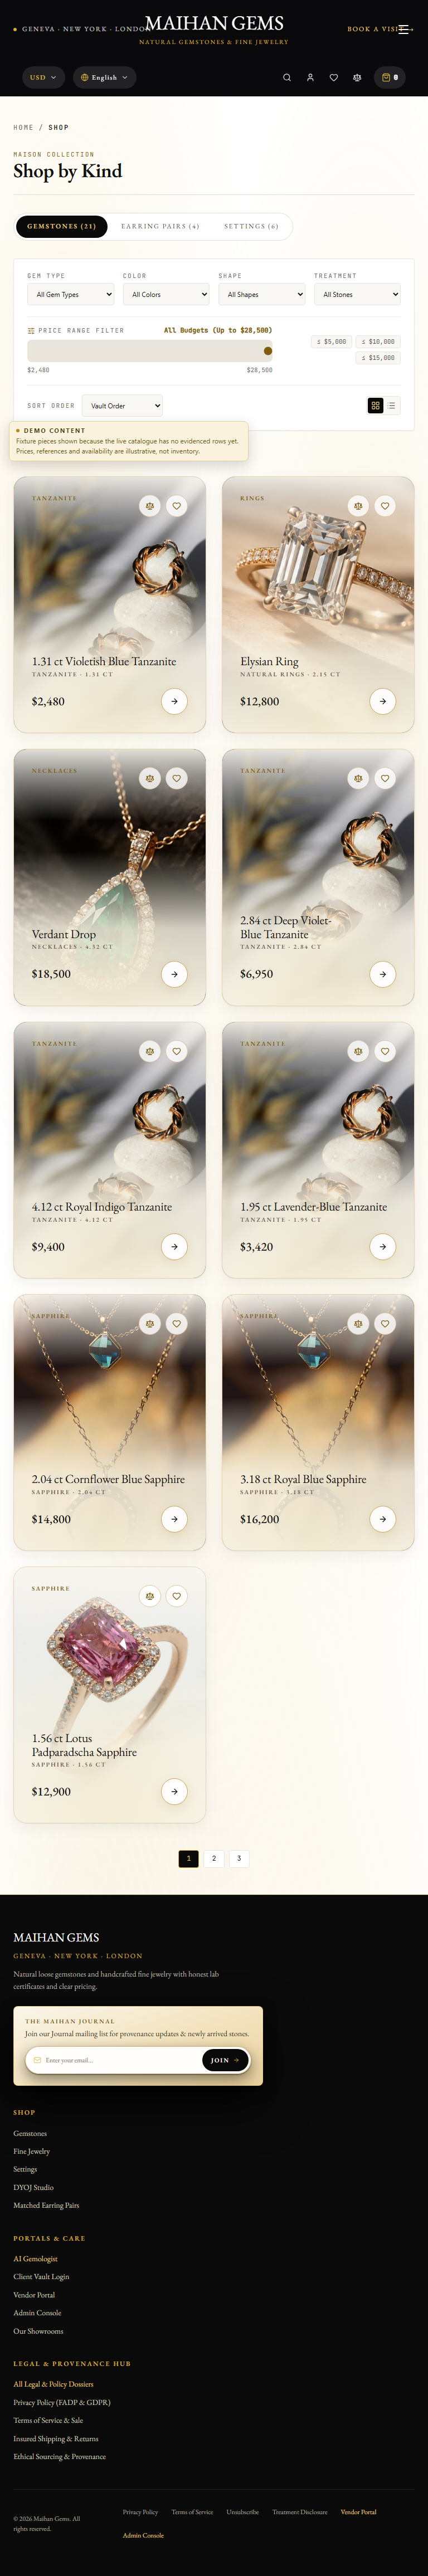 GENEVA · NEW YORK · LONDON
MAIHAN GEMS
NATURAL GEMSTONES & FINE JEWELRY
BOOK A VISIT
USD
English
0
HOME / SHOP
MAISON COLLECTION
Shop by Kind
GEMSTONES (21)
EARRING PAIRS (4)
SETTINGS (6)
GEM TYPE
COLOR
SHAPE
TREATMENT
All Gem Types
All Colors
All Shapes
All Stones
PRICE RANGE FILTER
All Budgets (Up to $28,500)
≤ $5,000
≤ $10,000
≤ $15,000
$2,480
$28,500
SORT ORDER
Vault Order
DEMO CONTENT
Fixture pieces shown because the live catalogue has no evidenced rows yet.
Prices, references and availability are illustrative, not inventory.
TANZANITE
1.31 ct Violetish Blue Tanzanite
TANZANITE · 1.31 CT
$2,480
RINGS
Elysian Ring
NATURAL RINGS · 2.15 CT
$12,800
NECKLACES
Verdant Drop
NECKLACES · 4.32 CT
$18,500
TANZANITE
2.84 ct Deep Violet-
Blue Tanzanite
TANZANITE · 2.84 CT
$6,950
TANZANITE
4.12 ct Royal Indigo Tanzanite
TANZANITE · 4.12 CT
$9,400
TANZANITE
1.95 ct Lavender-Blue Tanzanite
TANZANITE · 1.95 CT
$3,420
SAPPHIRE
2.04 ct Cornflower Blue Sapphire
SAPPHIRE · 2.04 CT
$14,800
SAPPHIRE
3.18 ct Royal Blue Sapphire
SAPPHIRE · 3.18 CT
$16,200
SAPPHIRE
1.56 ct Lotus
Padparadscha Sapphire
SAPPHIRE · 1.56 CT
$12,900
1
2
3
MAIHAN GEMS
GENEVA · NEW YORK · LONDON
Natural loose gemstones and handcrafted fine jewelry with honest lab
certificates and clear pricing.
THE MAIHAN JOURNAL
Join our Journal mailing list for provenance updates & newly arrived stones.
Enter your email...
JOIN
SHOP
Gemstones
Fine Jewelry
Settings
DYOJ Studio
Matched Earring Pairs
PORTALS & CARE
AI Gemologist
Client Vault Login
Vendor Portal
Admin Console
Our Showrooms
LEGAL & PROVENANCE HUB
All Legal & Policy Dossiers
Privacy Policy (FADP & GDPR)
Terms of Service & Sale
Insured Shipping & Returns
Ethical Sourcing & Provenance
© 2026 Maihan Gems. All
rights reserved.
Privacy Policy
Terms of Service
Unsubscribe
Treatment Disclosure
Vendor Portal
Admin Console